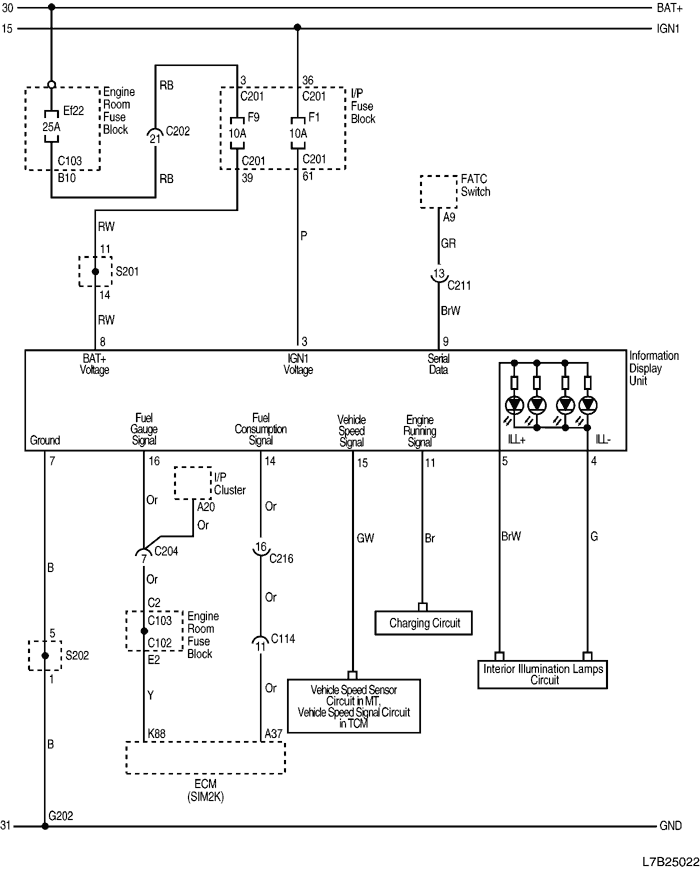 30
BAT+
15
IGN1
Engine
Room
Fuse
Block
Ef22
25A
C103
B10
RB
21
C202
RB
3
C201
F9
10A
C201
39
36
C201
F1
10A
C201
61
I/P
Fuse
Block
FATC
Switch
A9
GR
13
C211
BrW
RW
11
S201
14
RW
P
8
3
9
BAT+
Voltage
IGN1
Voltage
Serial
Data
Information
Display
Unit
Ground
Fuel
Gauge
Signal
Fuel
Consumption
Signal
Vehicle
Speed
Signal
Engine
Running
Signal
ILL+
ILL-
7
16
14
15
11
5
4
I/P
Cluster
A20
Or
Or
Or
C204
7
16
C216
GW
Br
BrW
G
B
Or
Or
C2
C103
C102
E2
Engine
Room
Fuse
Block
C114
11
Charging Circuit
5
S202
1
Y
Or
Vehicle Speed Sensor
Circuit in MT,
Vehicle Speed Signal Circuit
in TCM
Interior Illumination Lamps
Circuit
B
K88
A37
ECM
(SIM2K)
G202
31
GND
L7B25022